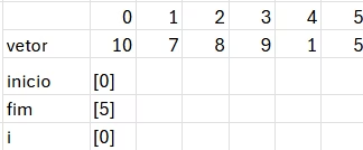 0 1 2 3 4 5
vetor 10 7 8 9 1 5
inicio [0]
fim [5]
i [0]